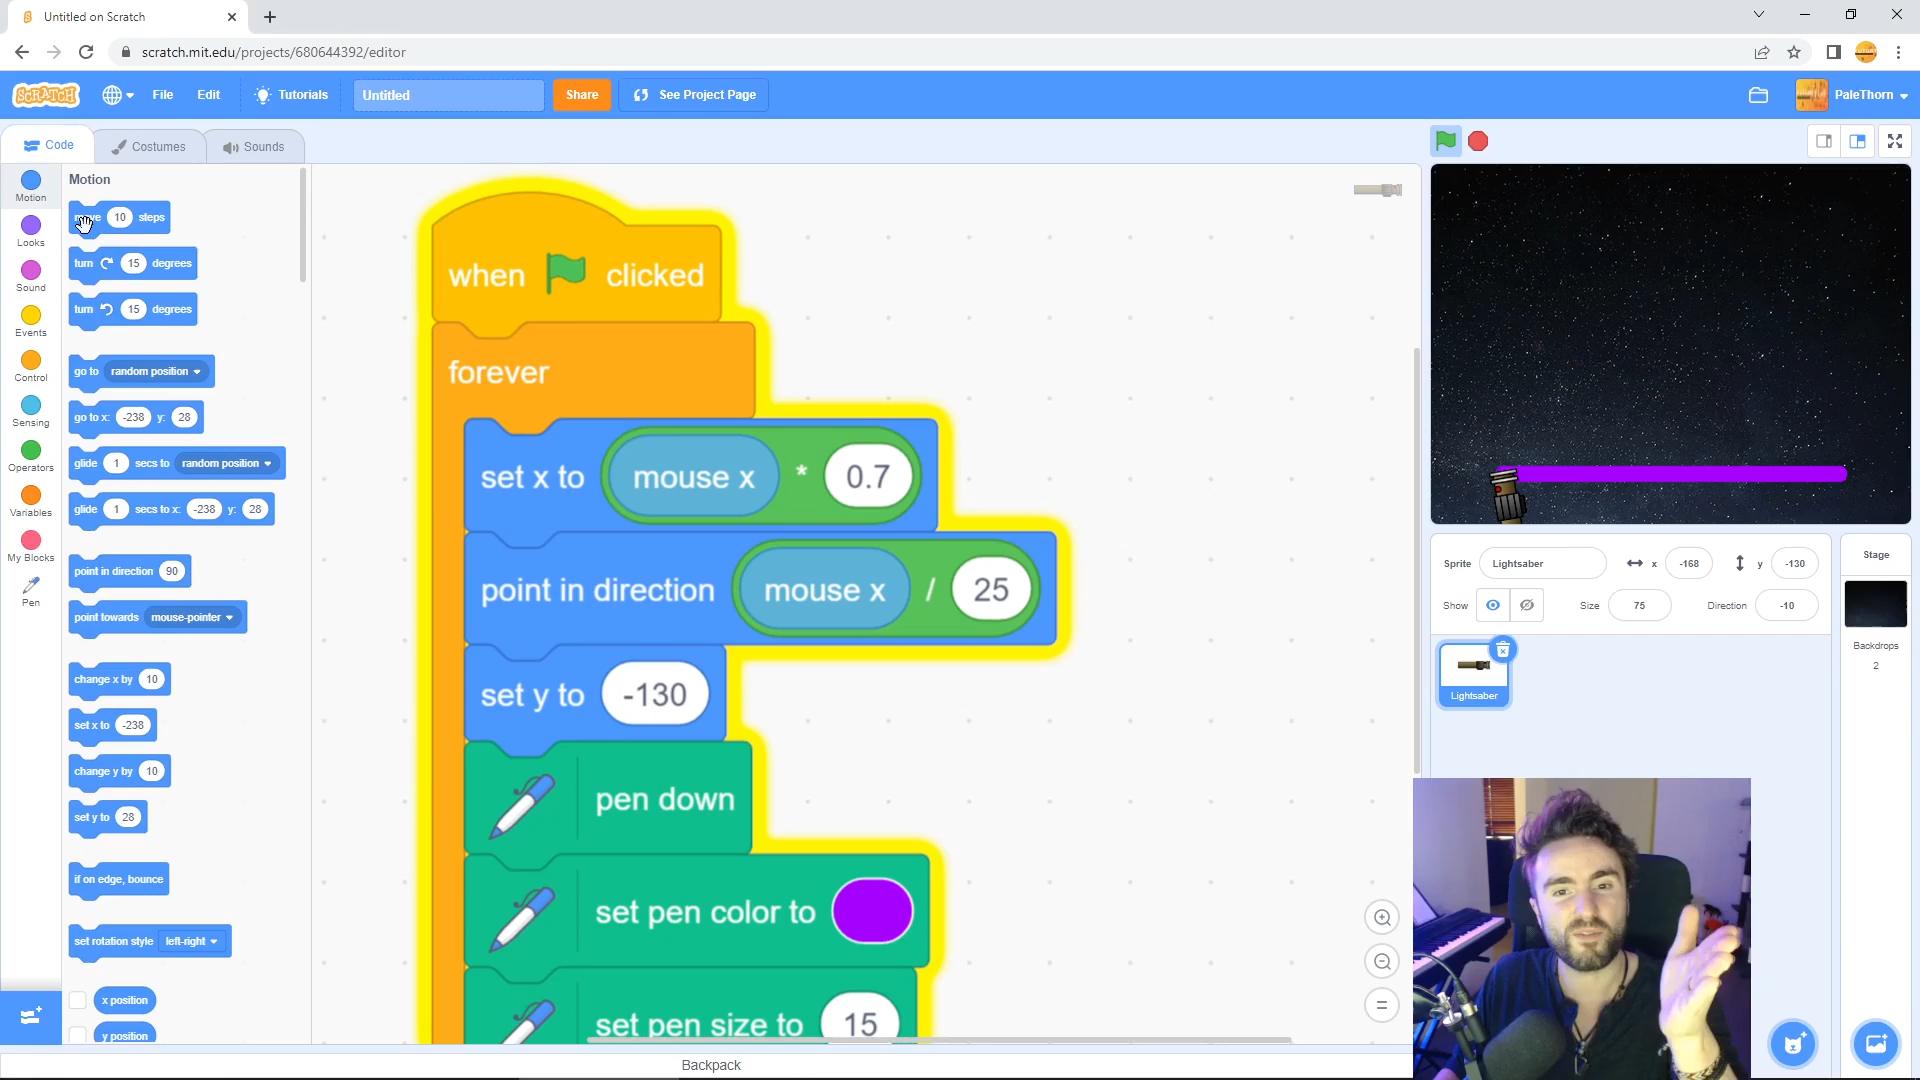 Untitled on Scratch
scratch.mit.edu/projects/680644392/editor
SCRATCH
File
Edit
Tutorials
Untitled
Share
See Project Page
PaleThorn
Code
Costumes
Sounds
Motion
Looks
Sound
Events
Control
Sensing
Operators
Variables
My Blocks
Pen
Motion
10 steps
turn 15 degrees
turn 15 degrees
go to random position
go to x: -238 y: 28
glide 1 secs to random position
glide 1 secs to x: -238 y: 28
point in direction 90
point towards mouse-pointer
change x by 10
set x to -238
change y by 10
set y to 28
if on edge, bounce
set rotation style left-right
x position
y position
when clicked
forever
set x to mouse x * 0.7
point in direction mouse x / 25
set y to -130
pen down
set pen color to
set pen size to 15
Sprite Lightsaber x -168 y -130
Show Size 75 Direction -10
Lightsaber
Stage
Backdrops
2
Backpack